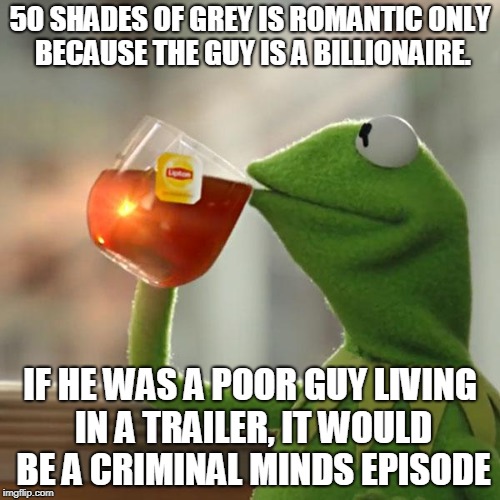 50 SHADES OF GREY IS ROMANTIC ONLY
BECAUSE THE GUY IS A BILLIONAIRE.
Lipton
IF HE WAS A POOR GUY LIVING
IN A TRAILER, IT WOULD
BE A CRIMINAL MINDS EPISODE
imgflip.com